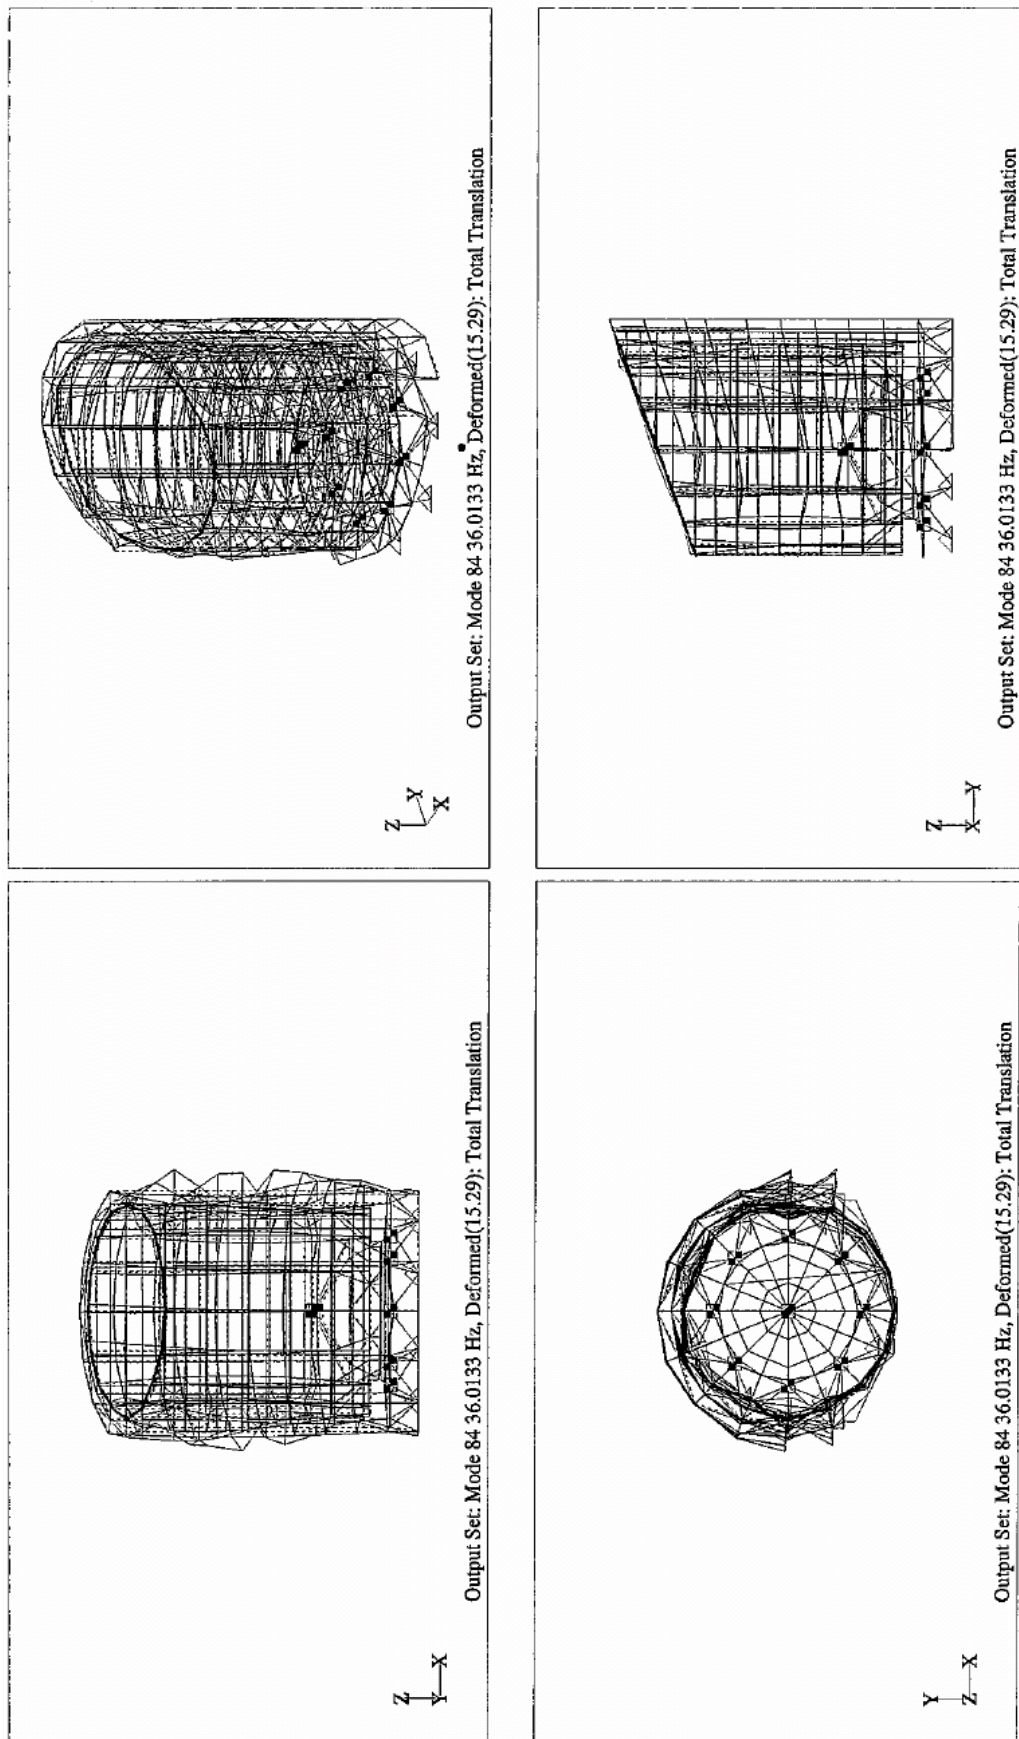 Z
Y
X
Output Set: Mode 84 36.0133 Hz, Deformed(15.29): Total Translation
Z
Y
X
Output Set: Mode 84 36.0133 Hz, Deformed(15.29): Total Translation
Z
Y
X
Output Set: Mode 84 36.0133 Hz, Deformed(15.29): Total Translation
Y
Z
X
Output Set: Mode 84 36.0133 Hz, Deformed(15.29): Total Translation